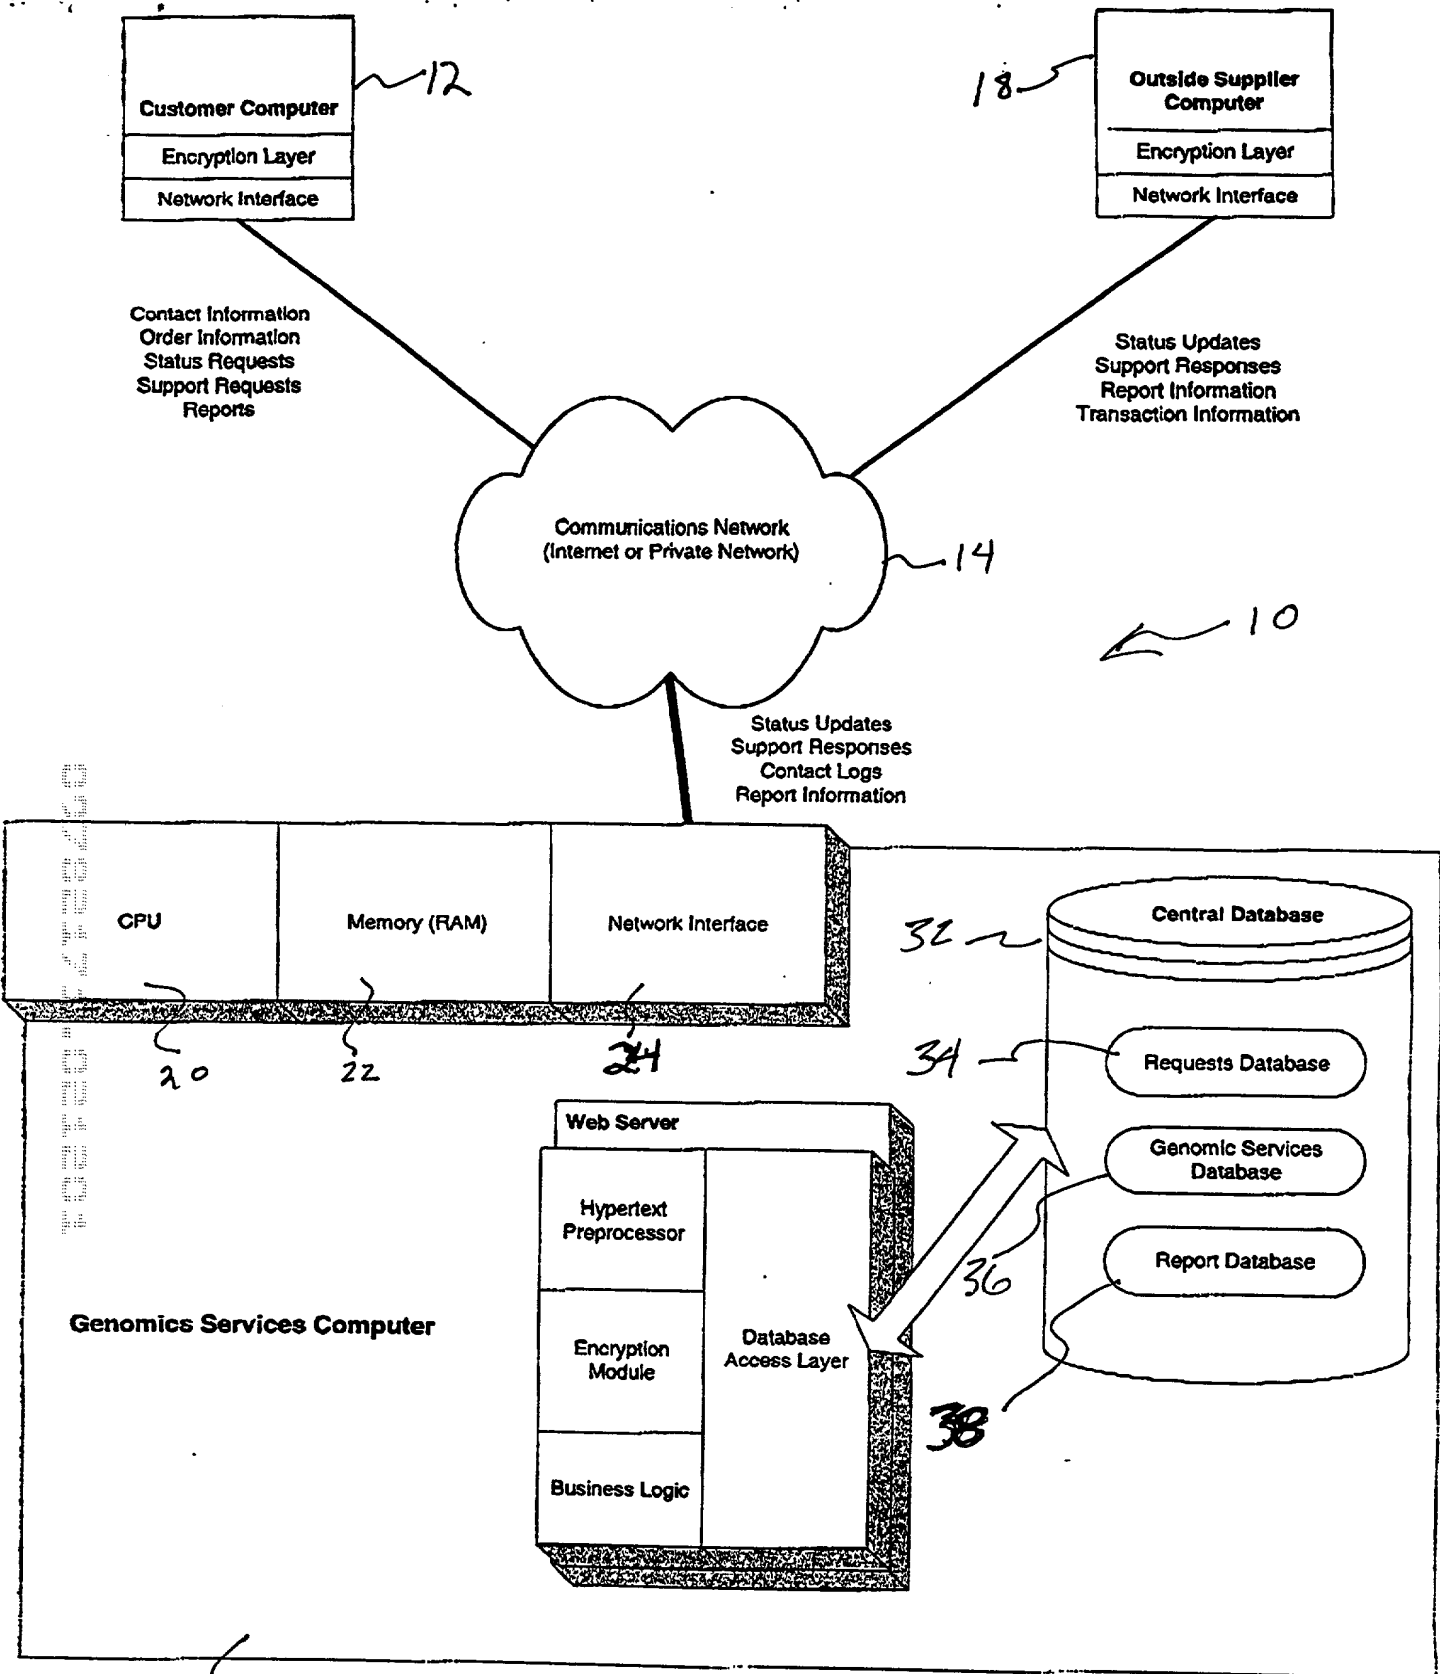 Customer Computer
Encryption Layer
Network Interface
12
18
Outside Supplier
Computer
Encryption Layer
Network Interface
Contact Information
Order Information
Status Requests
Support Requests
Reports
Status Updates
Support Responses
Report Information
Transaction Information
Communications Network
(Internet or Private Network)
14
10
Status Updates
Support Responses
Contact Logs
Report Information
CPU
Memory (RAM)
Network Interface
20
22
24
Central Database
32
34
Requests Database
Genomic Services
Database
36
Report Database
38
Web Server
Hypertext
Preprocessor
Encryption
Module
Business Logic
Database
Access Layer
Genomics Services Computer